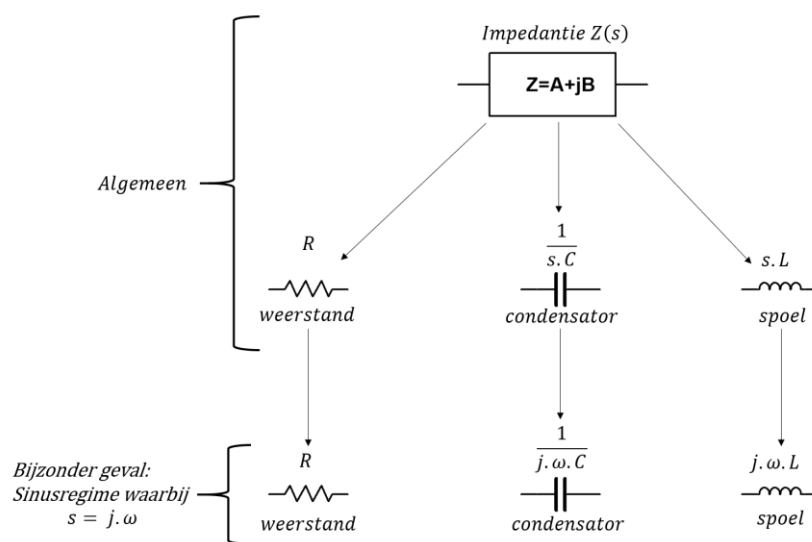 Impedantie Z(s)
Z=A+jB
Algemeen
R
1
s.C
s.L
weerstand
condensator
spoel
Bijzonder geval:
Sinusregime waarbij
s = j.ω
R
1
j.ω.C
j.ω.L
weerstand
condensator
spoel